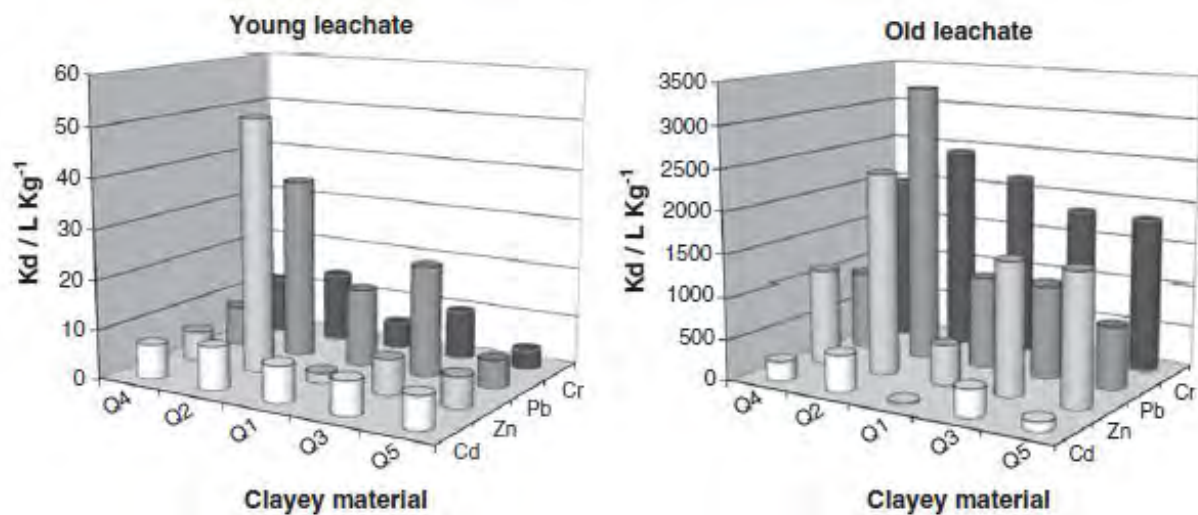 Young leachate
Kd / L Kg-1
60
50
40
30
20
10
0
Q4
Q2
Q1
Q3
Q5
Cd
Zn
Pb
Cr
Clayey material
Old leachate
Kd / L Kg-1
3500
3000
2500
2000
1500
1000
500
0
Q4
Q2
Q1
Q3
Q5
Cd
Zn
Pb
Cr
Clayey material